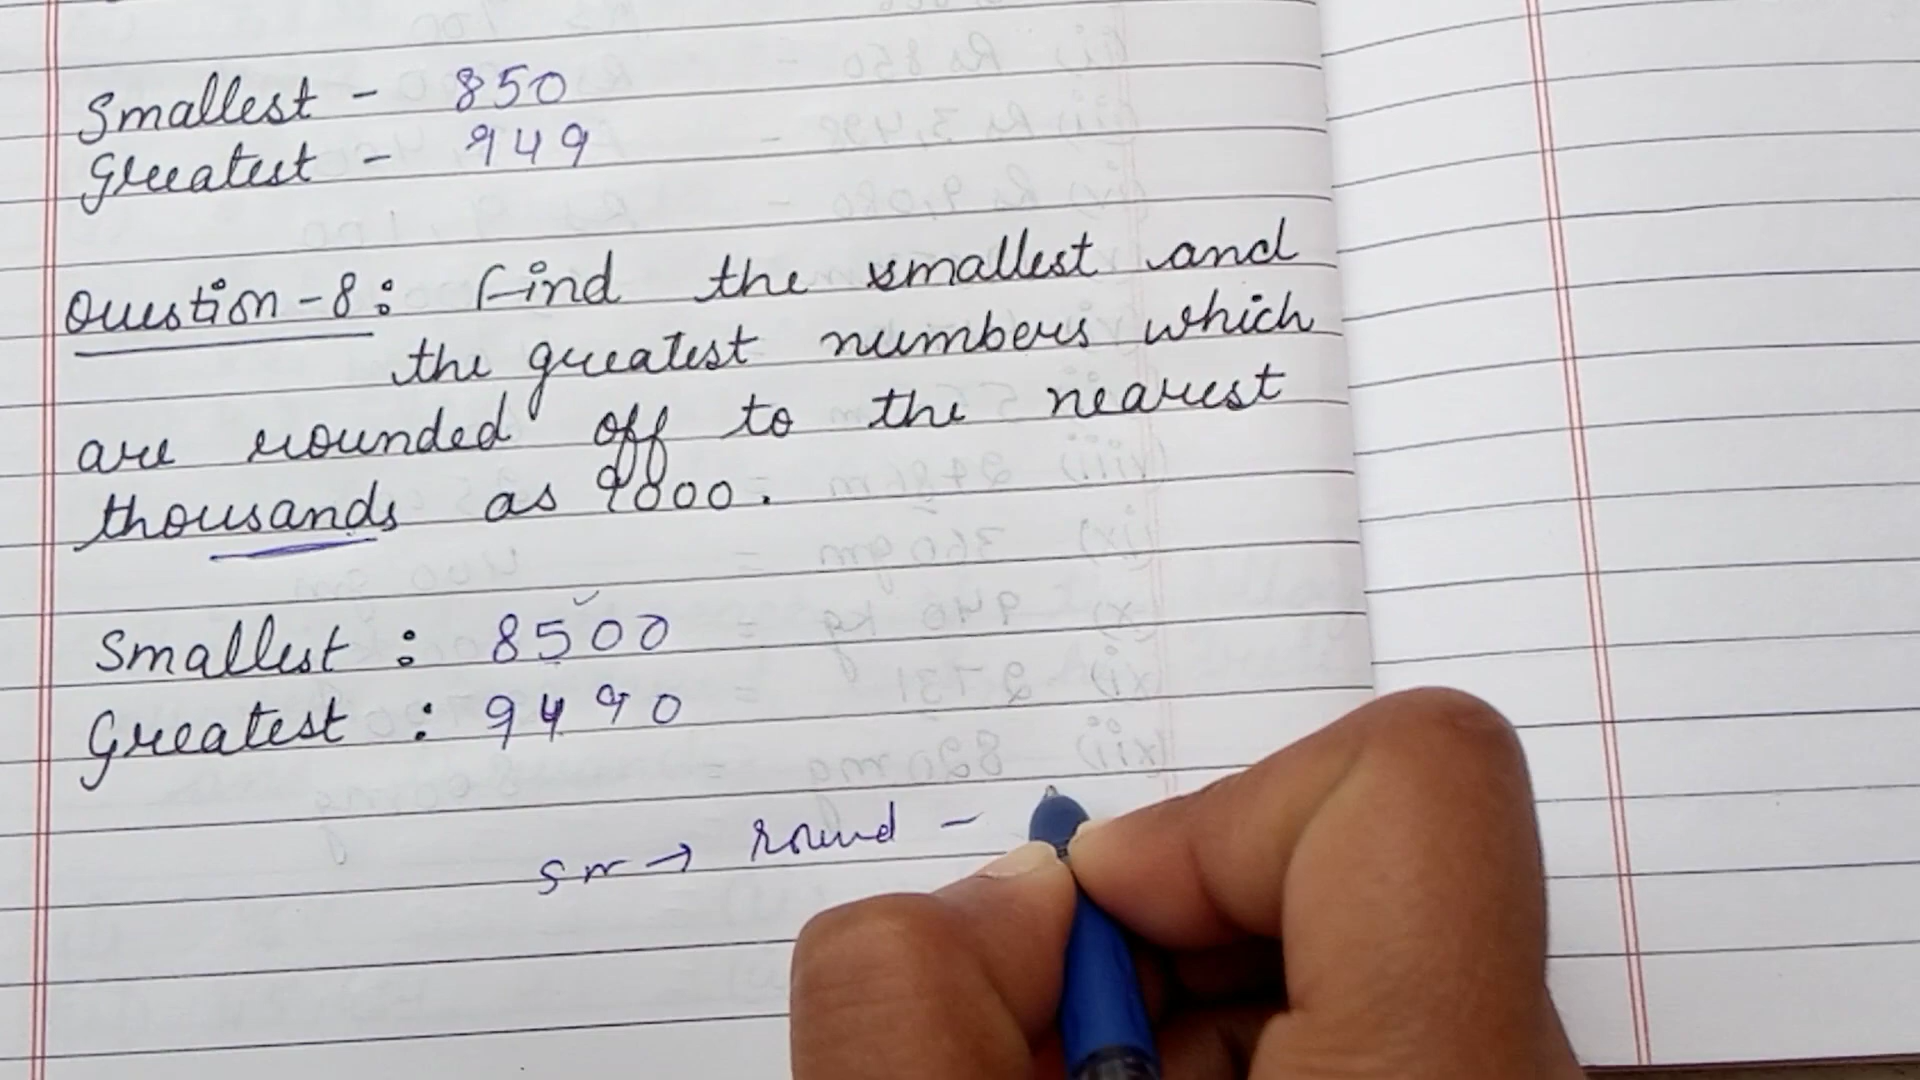 Smallest - 850
Greatest - 949
Question-8: Find the smallest and
the greatest numbers which
are rounded off to the nearest
thousands as 9000.
Smallest : 8500
Greatest : 9490
sm → round -